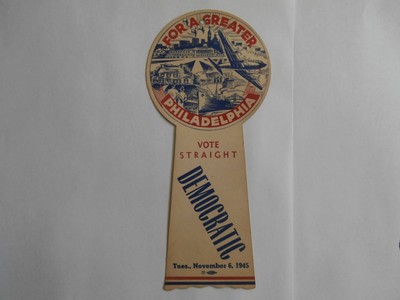 FOR A GREATER
PHILADELPHIA
VOTE
STRAIGHT
DEMOCRATIC
Tues., November 6, 1945